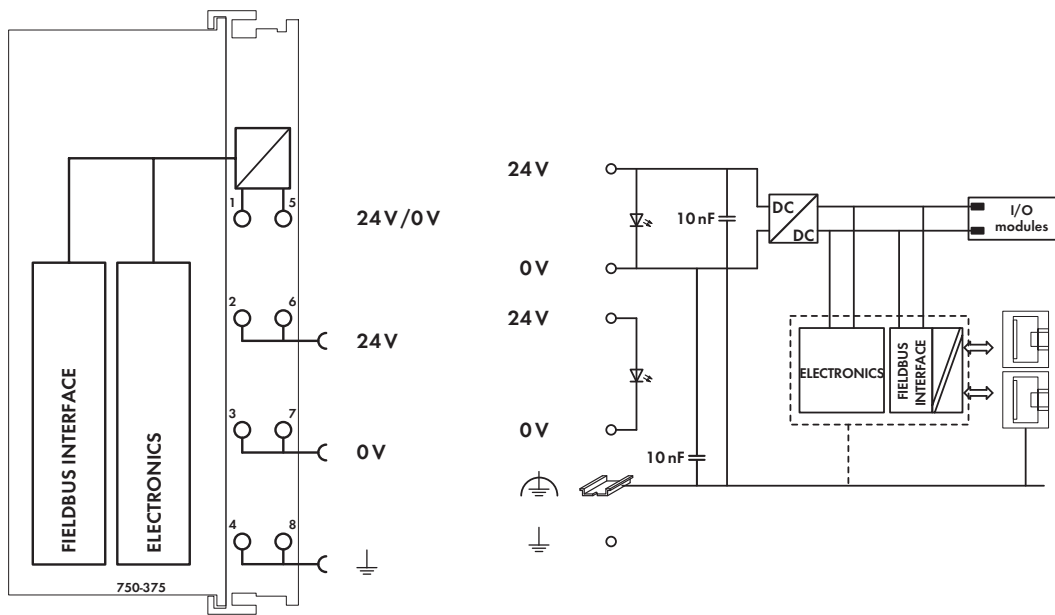 1
5
24V/0V
2
6
24V
3
7
0V
4
8
FIELDBUS INTERFACE
ELECTRONICS
750-375
24V
0V
24V
0V
10nF
10nF
DC
DC
I/O
modules
ELECTRONICS
FIELDBUS
INTERFACE